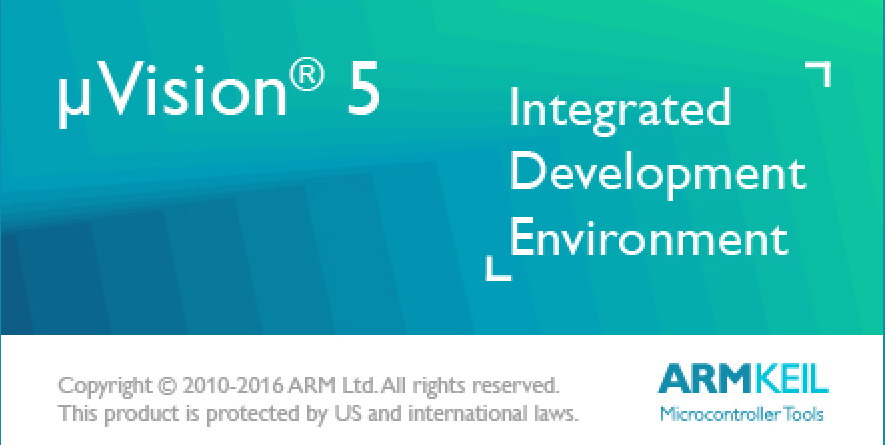 µVision® 5
Integrated
Development
Environment
Copyright © 2010-2016 ARM Ltd. All rights reserved.
This product is protected by US and international laws.
ARMKEIL
Microcontroller Tools